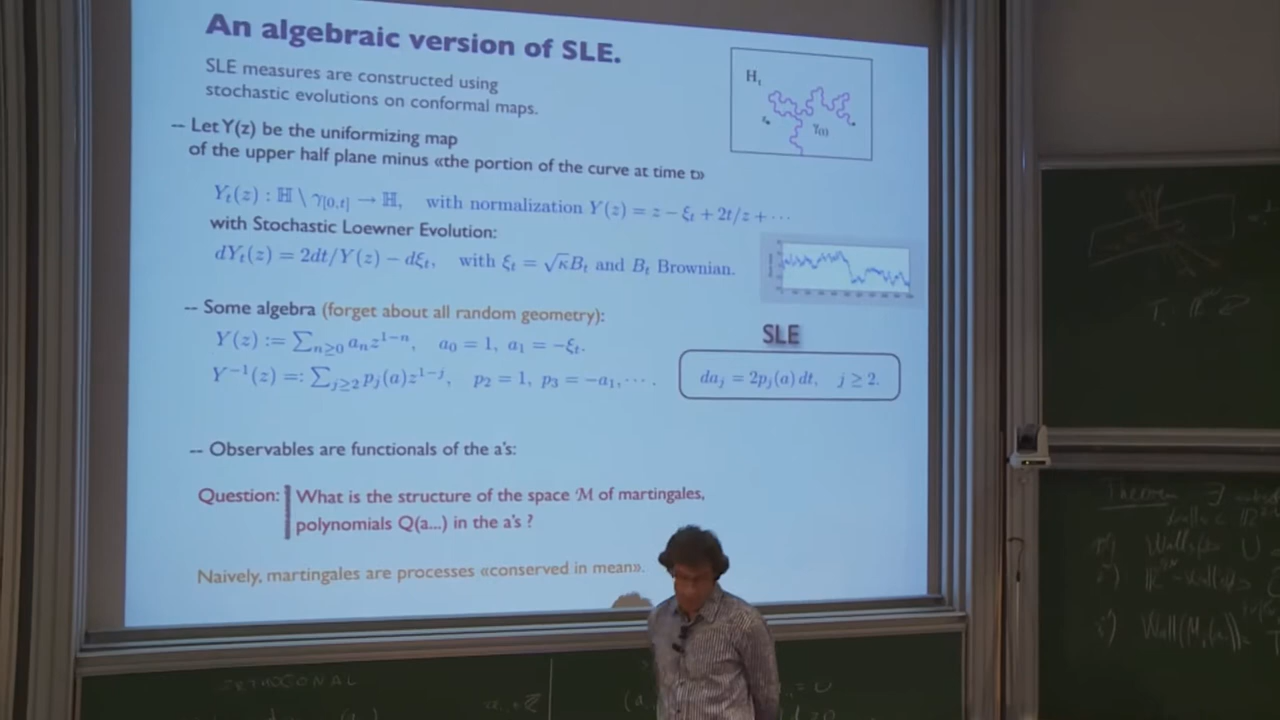 An algebraic version of SLE.
SLE measures are constructed using
stochastic evolutions on conformal maps.
-- Let Y(z) be the uniformizing map
of the upper half plane minus «the portion of the curve at time t»
Y_t(z) : ℍ \ γ_[0,t] → ℍ, with normalization Y(z) = z − ξ_t + 2t/z + ···
with Stochastic Loewner Evolution:
dY_t(z) = 2dt/Y(z) − dξ_t, with ξ_t = √κB_t and B_t Brownian.
-- Some algebra (forget about all random geometry):
Y(z) := ∑_{n≥0} a_n z^{1−n}, a_0 = 1, a_1 = −ξ_t.
Y^{−1}(z) =: ∑_{j≥2} p_j(a) z^{1−j}, p_2 = 1, p_3 = −a_1, ··· .
SLE
da_j = 2p_j(a) dt, j ≥ 2.
-- Observables are functionals of the a's:
Question: What is the structure of the space M of martingales,
polynomials Q(a...) in the a's ?
Naively, martingales are processes «conserved in mean».
H_t
Theorem ∃